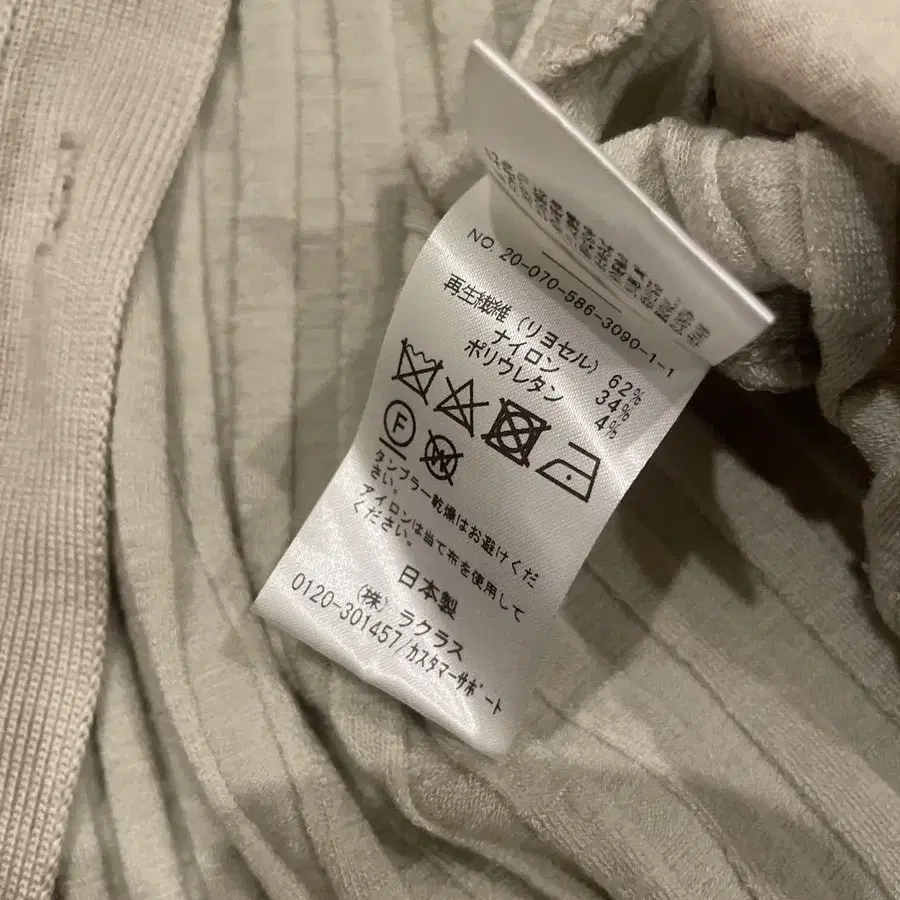 NO. 20-070-586-3090-1-1
再生繊維 (リヨセル) 62%
ナイロン 34%
ポリウレタン 4%
F
W
タンブラー乾燥はお避けくだ
さい。
アイロンは当て布を使用して
ください。
日本製
(株) ラクラス
0120-301457/カスタマーサポート